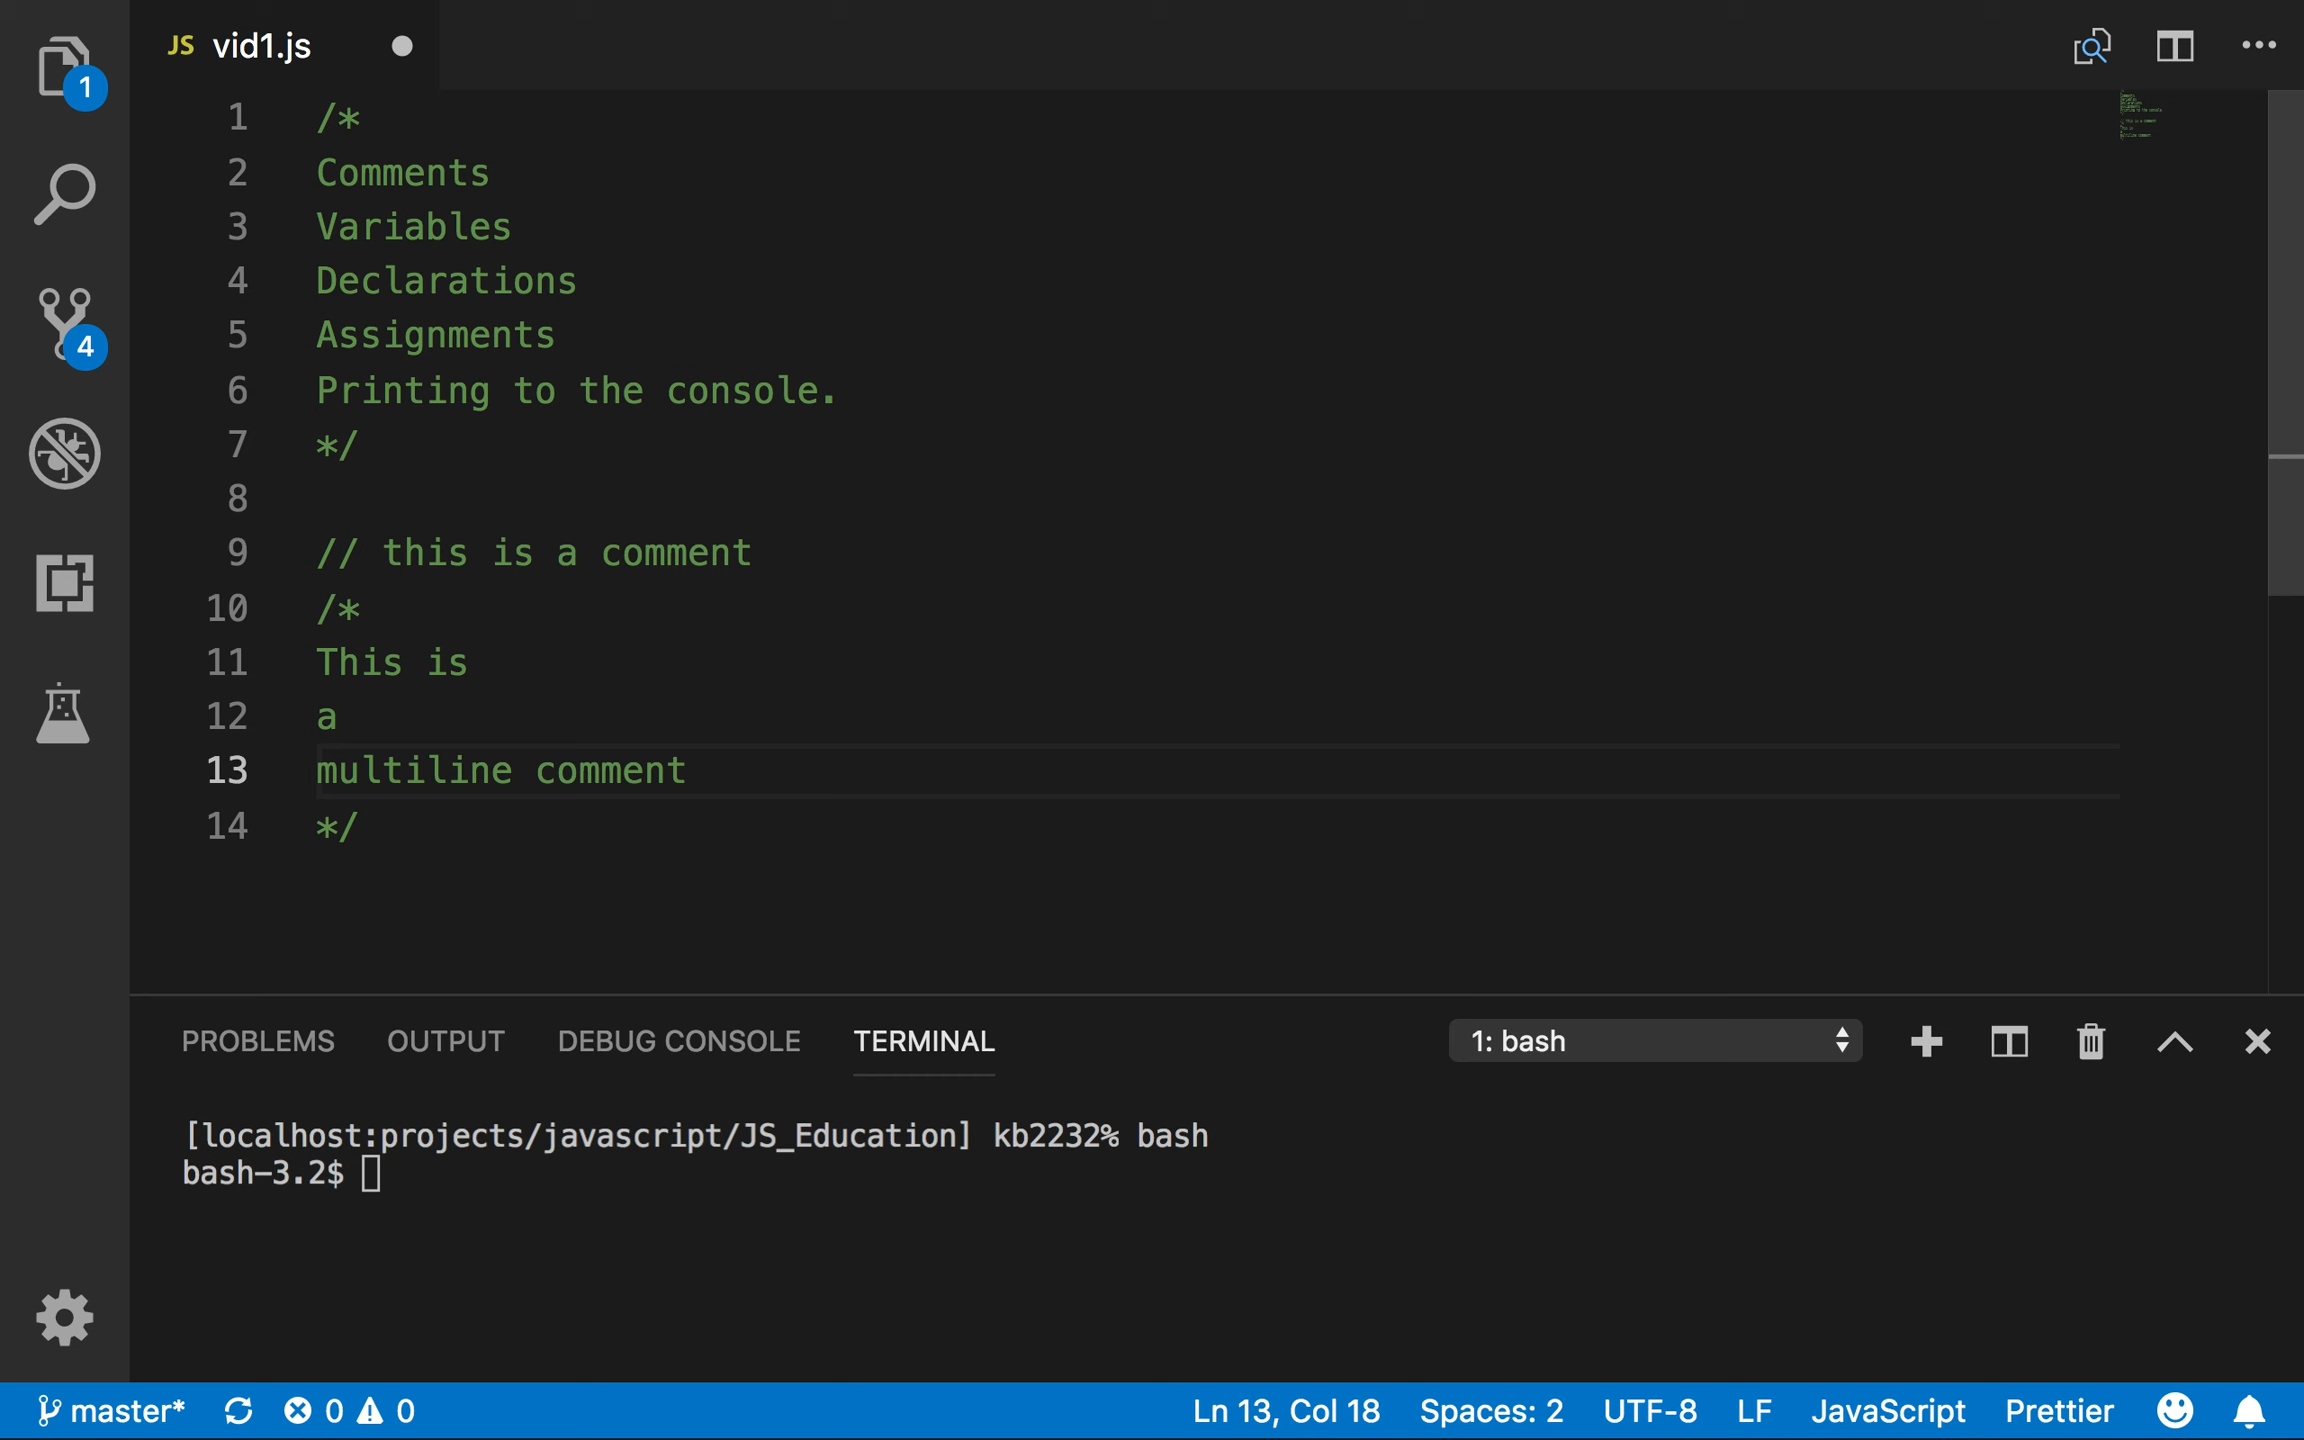 JS vid1.js
1 /*
2 Comments
3 Variables
4 Declarations
5 Assignments
6 Printing to the console.
7 */
8
9 // this is a comment
10 /*
11 This is
12 a
13 multiline comment
14 */
1
4
PROBLEMS OUTPUT DEBUG CONSOLE TERMINAL 1: bash
[localhost:projects/javascript/JS_Education] kb2232% bash
bash-3.2$
master* 0 0 Ln 13, Col 18 Spaces: 2 UTF-8 LF JavaScript Prettier